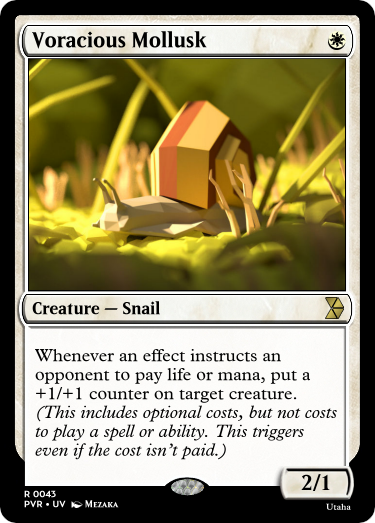 Voracious Mollusk
Creature — Snail
Whenever an effect instructs an
opponent to pay life or mana, put a
+1/+1 counter on target creature.
(This includes optional costs, but not costs
to play a spell or ability. This triggers
even if the cost isn't paid.)
2/1
R 0043
PVR • UV Mezaka
Utaha